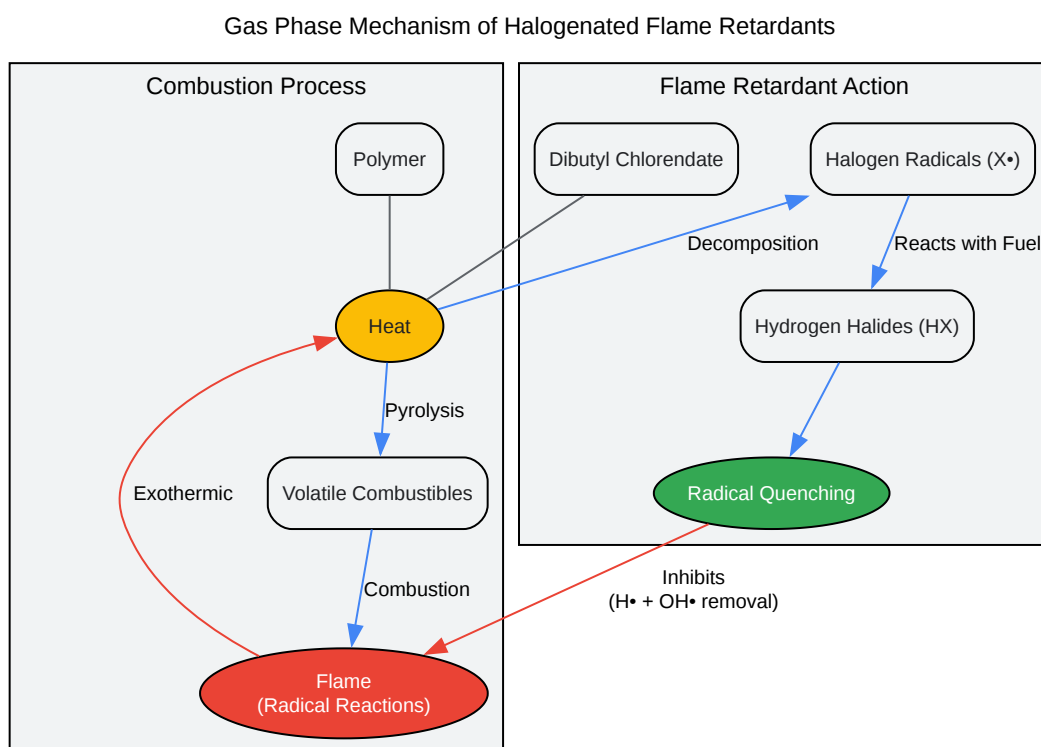 Gas Phase Mechanism of Halogenated Flame Retardants
Combustion Process
Flame Retardant Action
Polymer
Dibutyl Chlorendate
Halogen Radicals (X•)
Decomposition
Reacts with Fuel
Heat
Hydrogen Halides (HX)
Pyrolysis
Exothermic
Volatile Combustibles
Radical Quenching
Combustion
Inhibits
(H• + OH• removal)
Flame
(Radical Reactions)